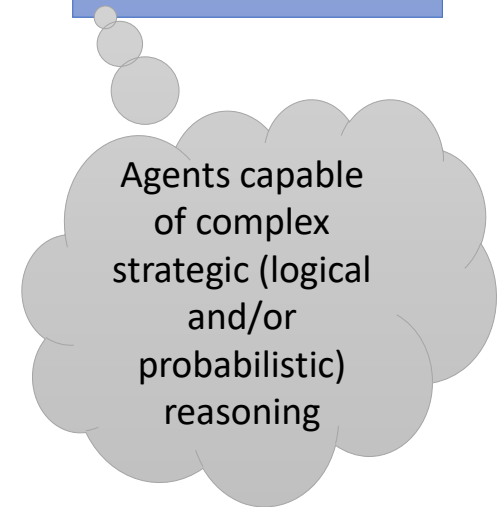 Agents capable
of complex
strategic (logical
and/or
probabilistic)
reasoning